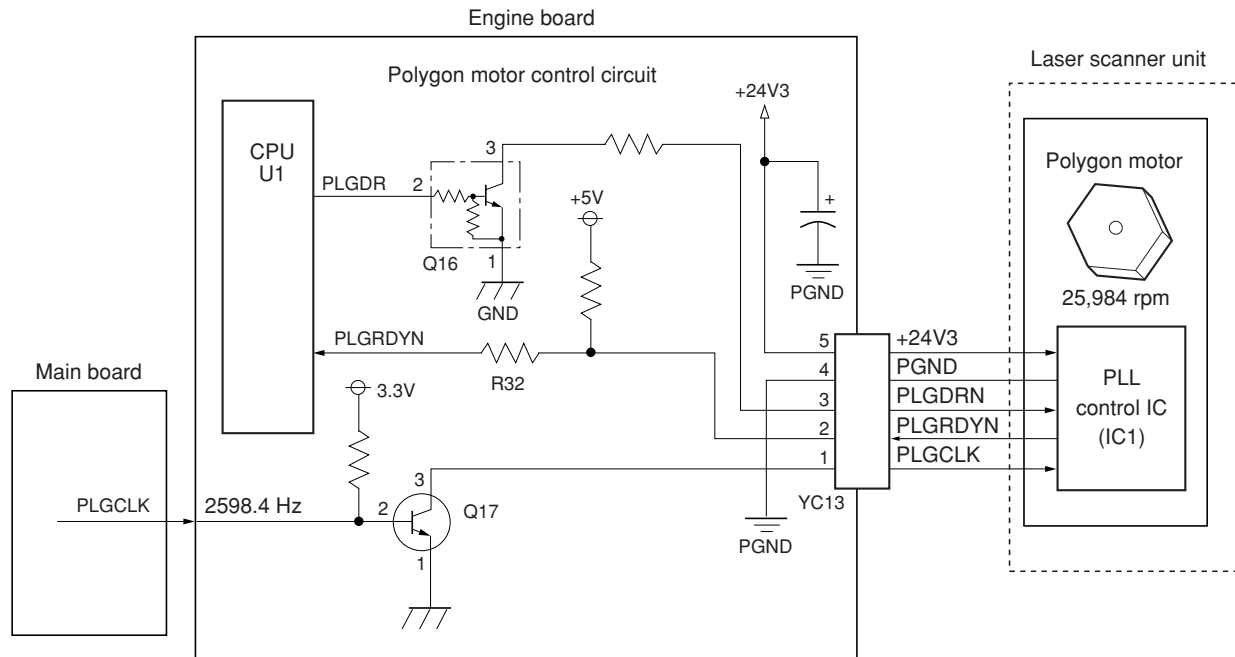 Engine board
Polygon motor control circuit
Laser scanner unit
+24V3
CPU
U1
PLGDR
2
3
1
Q16
GND
+5V
+
PGND
Polygon motor
25,984 rpm
PLGRDYN
R32
Main board
3.3V
5
4
3
2
1
YC13
+24V3
PGND
PLGDRN
PLGRDYN
PLGCLK
PLL
control IC
(IC1)
PLGCLK
2598.4 Hz
2
3
1
Q17
PGND